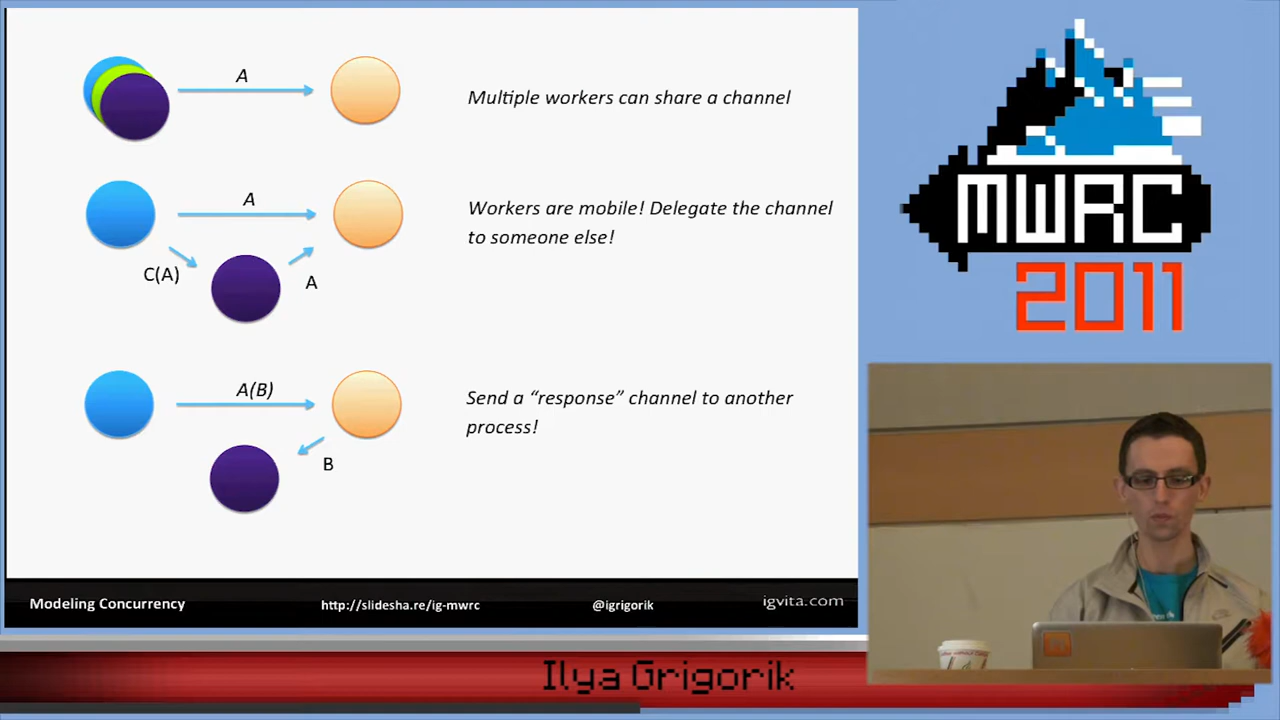 A
Multiple workers can share a channel
A
Workers are mobile! Delegate the channel
to someone else!
C(A)
A
A(B)
Send a “response” channel to another
process!
B
Modeling Concurrency
http://slidesha.re/ig-mwrc
@igrigorik
igvita.com
MWRC
2011
Ilya Grigorik